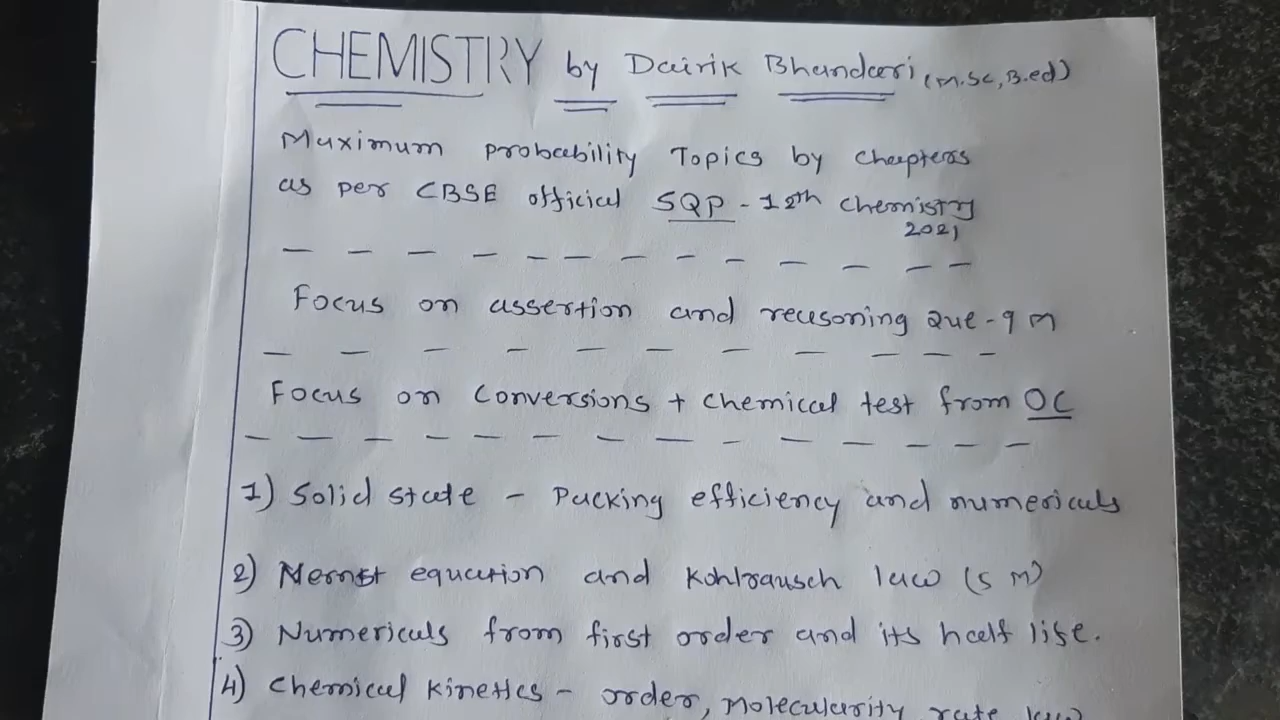 CHEMISTRY by Dairik Bhandari (M.Sc, B.ed)
Maximum probability Topics by chapters
as per CBSE official SQP - 12th chemistry
2021
Focus on assertion and reasoning Que - 9 M
Focus on conversions + chemical test from OC
1) Solid state - Packing efficiency and numericals
2) Nernst equation and Kohlrausch law (5 M)
3) Numericals from first order and its half life.
4) Chemical kinetics - order, Molecularity rate law